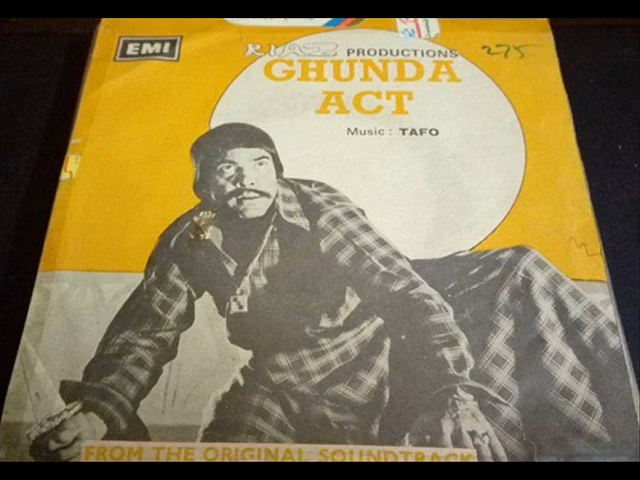 EMI
RIAZ PRODUCTIONS
275
GHUNDA
ACT
Music : TAFO
FROM THE ORIGINAL SOUNDTRACK